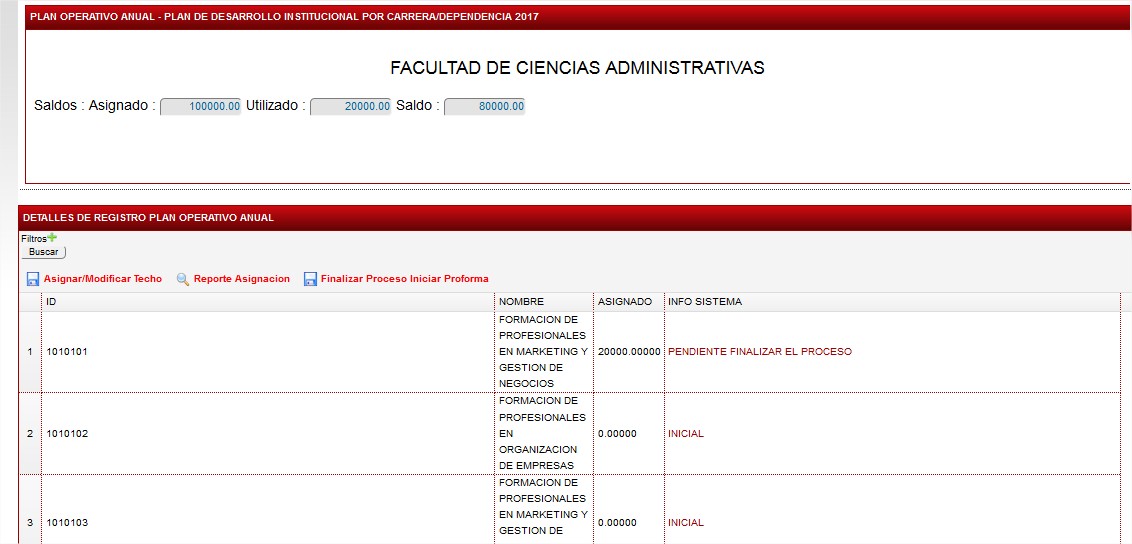 PLAN OPERATIVO ANUAL - PLAN DE DESARROLLO INSTITUCIONAL POR CARRERA/DEPENDENCIA 2017
FACULTAD DE CIENCIAS ADMINISTRATIVAS
Saldos : Asignado : 100000.00 Utilizado : 20000.00 Saldo : 80000.00
DETALLES DE REGISTRO PLAN OPERATIVO ANUAL
Filtros
Buscar
Asignar/Modificar Techo Reporte Asignacion Finalizar Proceso Iniciar Proforma
ID NOMBRE ASIGNADO INFO SISTEMA
FORMACION DE
PROFESIONALES
1 1010101 EN MARKETING Y 20000.00000 PENDIENTE FINALIZAR EL PROCESO
GESTION DE
NEGOCIOS
FORMACION DE
PROFESIONALES
2 1010102 EN 0.00000 INICIAL
ORGANIZACION
DE EMPRESAS
FORMACION DE
PROFESIONALES
EN MARKETING Y
3 1010103 GESTION DE 0.00000 INICIAL